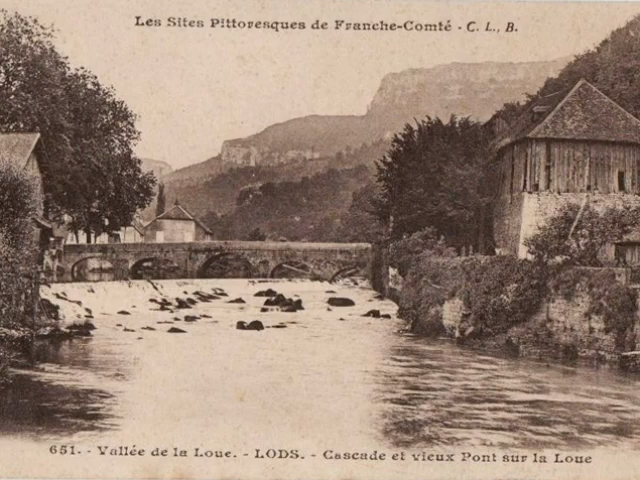 Les Sites Pittoresques de Franche-Comté - C. L., B.
651. - Vallée de la Loue. - LODS. - Cascade et vieux Pont sur la Loue